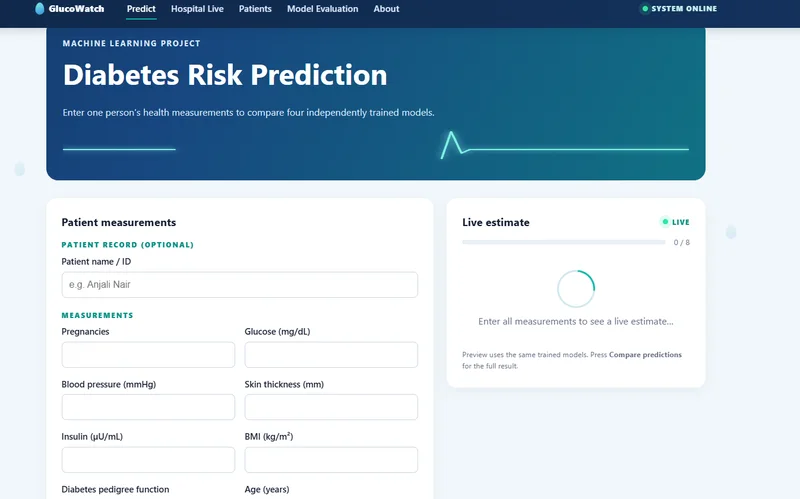 GlucoWatch Predict Hospital Live Patients Model Evaluation About SYSTEM ONLINE
MACHINE LEARNING PROJECT
Diabetes Risk Prediction
Enter one person's health measurements to compare four independently trained models.
Patient measurements
PATIENT RECORD (OPTIONAL)
Patient name / ID
e.g. Anjali Nair
MEASUREMENTS
Pregnancies Glucose (mg/dL)
Blood pressure (mmHg) Skin thickness (mm)
Insulin (μU/mL) BMI (kg/m²)
Diabetes pedigree function Age (years)
Live estimate LIVE
0 / 8
Enter all measurements to see a live estimate...
Preview uses the same trained models. Press Compare predictions
for the full result.